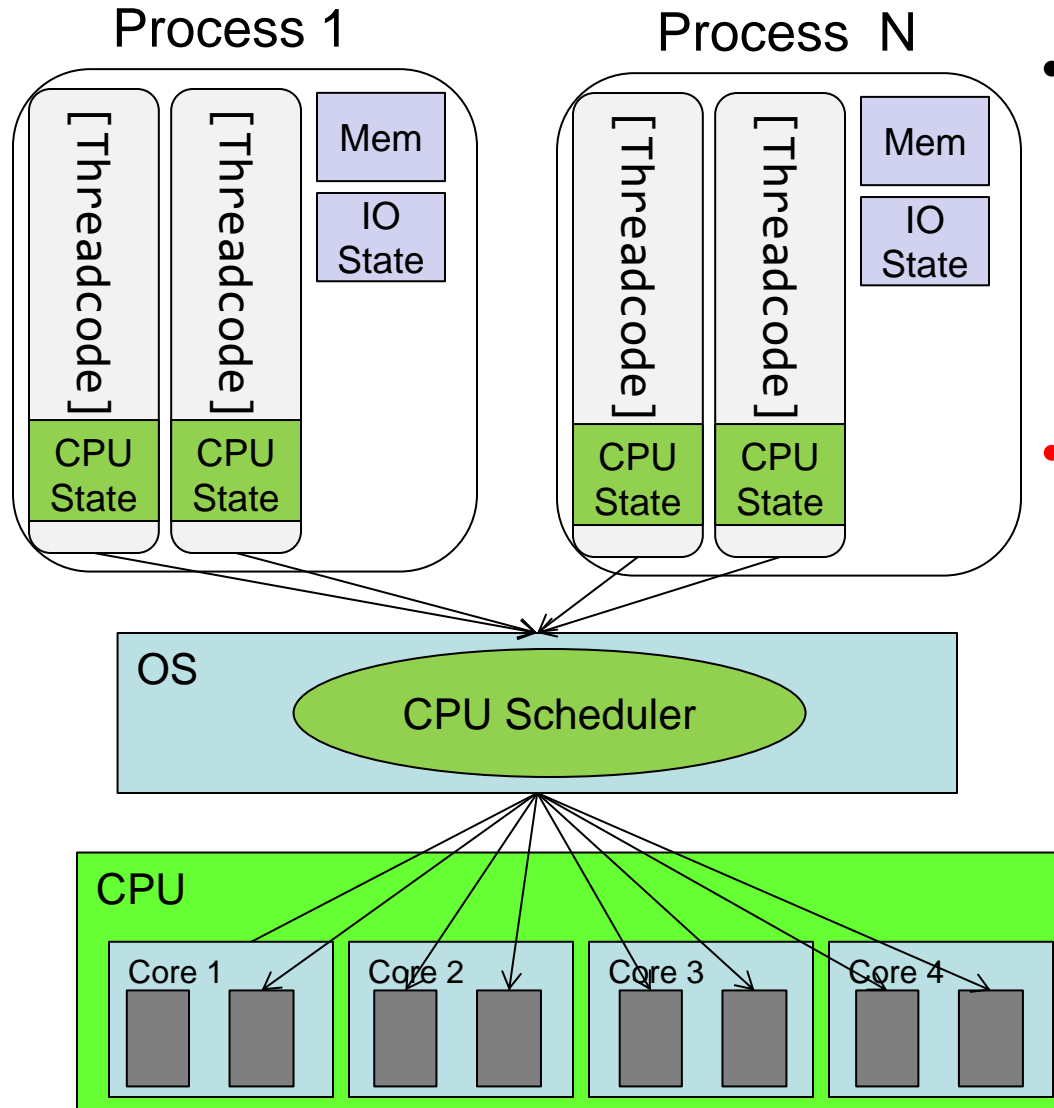 Process 1
Process N
[Threadcode]
[Threadcode]
Mem
IO
State
CPU
State
CPU
State
[Threadcode]
[Threadcode]
Mem
IO
State
CPU
State
CPU
State
OS
CPU Scheduler
CPU
Core 1
Core 2
Core 3
Core 4